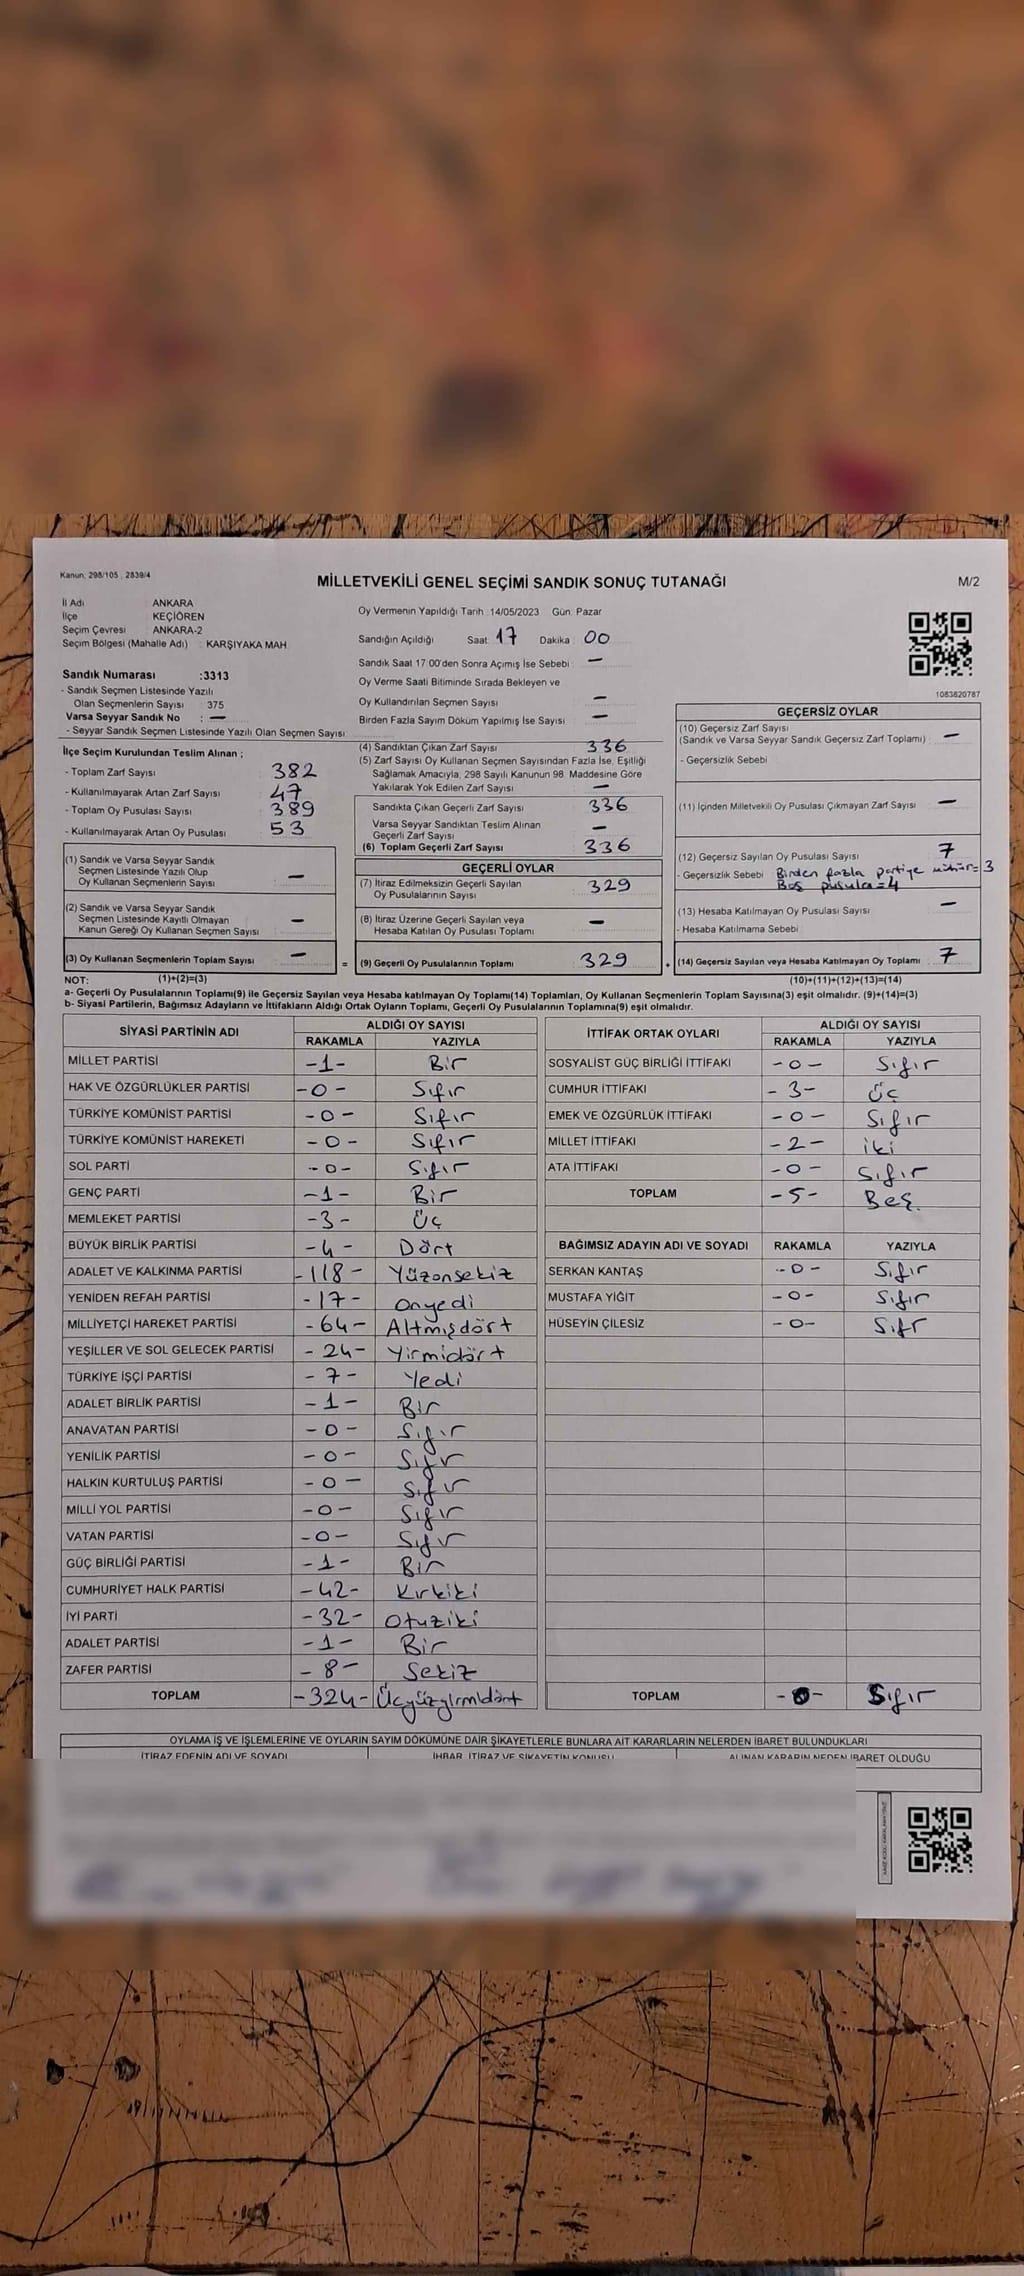 Kanun; 298/105 , 2839/4
MİLLETVEKİLİ GENEL SEÇİMİ SANDIK SONUÇ TUTANAĞI
M/2
İl Adı : ANKARA
İlçe : KEÇİÖREN
Seçim Çevresi : ANKARA-2
Seçim Bölgesi (Mahalle Adı) : KARŞIYAKA MAH.
Oy Vermenin Yapıldığı Tarih :14/05/2023 Gün: Pazar
Sandığın Açıldığı Saat: 17 Dakika : 00
Sandık Saat 17:00'den Sonra Açımış İse Sebebi : —
Oy Verme Saati Bitiminde Sırada Bekleyen ve
Oy Kullandırılan Seçmen Sayısı : —
Birden Fazla Sayım Döküm Yapılmış İse Sayısı : —
1083820787
Sandık Numarası :3313
- Sandık Seçmen Listesinde Yazılı
Olan Seçmenlerin Sayısı : 375
Varsa Seyyar Sandık No : —
- Seyyar Sandık Seçmen Listesinde Yazılı Olan Seçmen Sayısı:
İlçe Seçim Kurulundan Teslim Alınan ;
- Toplam Zarf Sayısı : 382
- Kullanılmayarak Artan Zarf Sayısı : 47
- Toplam Oy Pusulası Sayısı : 389
- Kullanılmayarak Artan Oy Pusulası : 53
(1) Sandık ve Varsa Seyyar Sandık
Seçmen Listesinde Yazılı Olup
Oy Kullanan Seçmenlerin Sayısı : —
(2) Sandık ve Varsa Seyyar Sandık
Seçmen Listesinde Kayıtlı Olmayan
Kanun Gereği Oy Kullanan Seçmen Sayısı : —
(3) Oy Kullanan Seçmenlerin Toplam Sayısı : —
(1)+(2)=(3)
(4) Sandıktan Çıkan Zarf Sayısı : 336
(5) Zarf Sayısı Oy Kullanan Seçmen Sayısından Fazla İse, Eşitliği
Sağlamak Amacıyla, 298 Sayılı Kanunun 98. Maddesine Göre
Yakılarak Yok Edilen Zarf Sayısı : —
Sandıkta Çıkan Geçerli Zarf Sayısı : 336
Varsa Seyyar Sandıktan Teslim Alınan
Geçerli Zarf Sayısı : —
(6) Toplam Geçerli Zarf Sayısı : 336
GEÇERLİ OYLAR
(7) İtiraz Edilmeksizin Geçerli Sayılan
Oy Pusulalarının Sayısı : 329
(8) İtiraz Üzerine Geçerli Sayılan veya
Hesaba Katılan Oy Pusulası Toplamı : —
= (9) Geçerli Oy Pusulalarının Toplamı : 329 +
GEÇERSİZ OYLAR
(10) Geçersiz Zarf Sayısı
(Sandık ve Varsa Seyyar Sandık Geçersiz Zarf Toplamı) : —
- Geçersizlik Sebebi :
(11) İçinden Milletvekili Oy Pusulası Çıkmayan Zarf Sayısı : —
(12) Geçersiz Sayılan Oy Pusulası Sayısı : 7
- Geçersizlik Sebebi : Birden fazla partiye mühür=3
Boş pusula=4
(13) Hesaba Katılmayan Oy Pusulası Sayısı : —
- Hesaba Katılmama Sebebi :
(14) Geçersiz Sayılan veya Hesaba Katılmayan Oy Toplamı : 7
(10)+(11)+(12)+(13)=(14)
NOT:
a- Geçerli Oy Pusulalarının Toplamı(9) ile Geçersiz Sayılan veya Hesaba katılmayan Oy Toplamı(14) Toplamları, Oy Kullanan Seçmenlerin Toplam Sayısına(3) eşit olmalıdır. (9)+(14)=(3)
b- Siyasi Partilerin, Bağımsız Adayların ve İttifakların Aldığı Ortak Oyların Toplamı, Geçerli Oy Pusulalarının Toplamına(9) eşit olmalıdır.
SİYASİ PARTİNİN ADI ALDIĞI OY SAYISI
RAKAMLA YAZIYLA
MİLLET PARTİSİ -1- Bir
HAK VE ÖZGÜRLÜKLER PARTİSİ -0- Sıfır
TÜRKİYE KOMÜNİST PARTİSİ -0- Sıfır
TÜRKİYE KOMÜNİST HAREKETİ -0- Sıfır
SOL PARTİ -0- Sıfır
GENÇ PARTİ -1- Bir
MEMLEKET PARTİSİ -3- Üç
BÜYÜK BİRLİK PARTİSİ -4- Dört
ADALET VE KALKINMA PARTİSİ -118- Yüzonsekiz
YENİDEN REFAH PARTİSİ -17- Onyedi
MİLLİYETÇİ HAREKET PARTİSİ -64- Altmışdört
YEŞİLLER VE SOL GELECEK PARTİSİ -24- Yirmidört
TÜRKİYE İŞÇİ PARTİSİ -7- Yedi
ADALET BİRLİK PARTİSİ -1- Bir
ANAVATAN PARTİSİ -0- Sıfır
YENİLİK PARTİSİ -0- Sıfır
HALKIN KURTULUŞ PARTİSİ -0- Sıfır
MİLLİ YOL PARTİSİ -0- Sıfır
VATAN PARTİSİ -0- Sıfır
GÜÇ BİRLİĞİ PARTİSİ -1- Bir
CUMHURİYET HALK PARTİSİ -42- Kırkiki
İYİ PARTİ -32- Otuziki
ADALET PARTİSİ -1- Bir
ZAFER PARTİSİ -8- Sekiz
TOPLAM -324- Üçyüzyirmidört
İTTİFAK ORTAK OYLARI ALDIĞI OY SAYISI
RAKAMLA YAZIYLA
SOSYALİST GÜÇ BİRLİĞİ İTTİFAKI -0- Sıfır
CUMHUR İTTİFAKI -3- Üç
EMEK VE ÖZGÜRLÜK İTTİFAKI -0- Sıfır
MİLLET İTTİFAKI -2- İki
ATA İTTİFAKI -0- Sıfır
TOPLAM -5- Beş
BAĞIMSIZ ADAYIN ADI VE SOYADI RAKAMLA YAZIYLA
SERKAN KANTAŞ -0- Sıfır
MUSTAFA YİĞİT -0- Sıfır
HÜSEYİN ÇİLESİZ -0- Sıfr
TOPLAM -0- Sıfır
OYLAMA İŞ VE İŞLEMLERİNE VE OYLARIN SAYIM DÖKÜMÜNE DAİR ŞİKAYETLERLE BUNLARA AİT KARARLARIN NELERDEN İBARET BULUNDUKLARI
İTİRAZ EDENİN ADI VE SOYADI İHBAR, İTİRAZ VE ŞİKAYETİN KONUSU ALINAN KARARIN NEDEN İBARET OLDUĞU